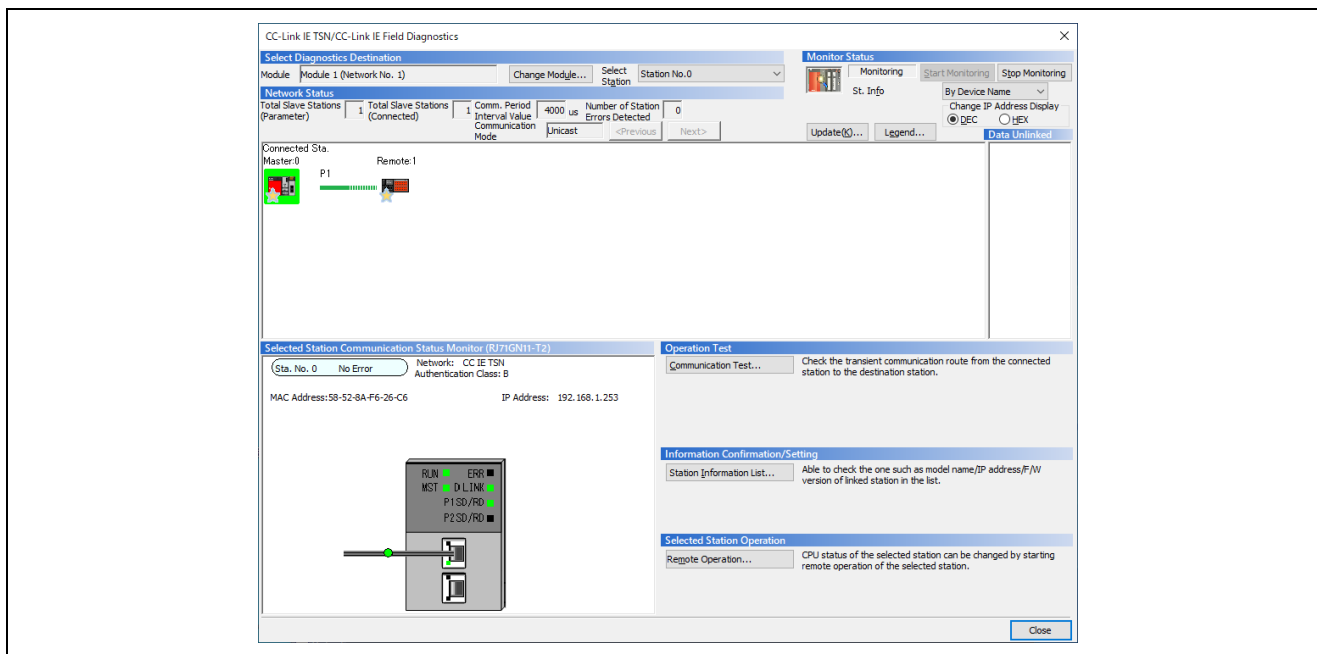 CC-Link IE TSN/CC-Link IE Field Diagnostics
Select Diagnostics Destination
Module Module 1 (Network No. 1) Change Module... Select Station Station No.0
Monitor Status
Monitoring Start Monitoring Stop Monitoring
St. Info By Device Name
Network Status
Total Slave Stations (Parameter) 1 Total Slave Stations (Connected) 1 Comm. Period Interval Value 4000 us Number of Station Errors Detected 0
Communication Mode Unicast <Previous Next>
Change IP Address Display
DEC HEX
Update(K)... Legend...
Data Unlinked
Connected Sta.
Master:0 Remote:1
P1
Selected Station Communication Status Monitor (RJ71GN11-T2)
Sta. No. 0 No Error
Network: CC IE TSN
Authentication Class: B
MAC Address:58-52-8A-F6-26-C6 IP Address: 192.168.1.253
RUN ERR
MST D LINK
P1SD/RD
P2SD/RD
Operation Test
Communication Test...
Check the transient communication route from the connected
station to the destination station.
Information Confirmation/Setting
Station Information List...
Able to check the one such as model name/IP address/F/W
version of linked station in the list.
Selected Station Operation
Remote Operation...
CPU status of the selected station can be changed by starting
remote operation of the selected station.
Close